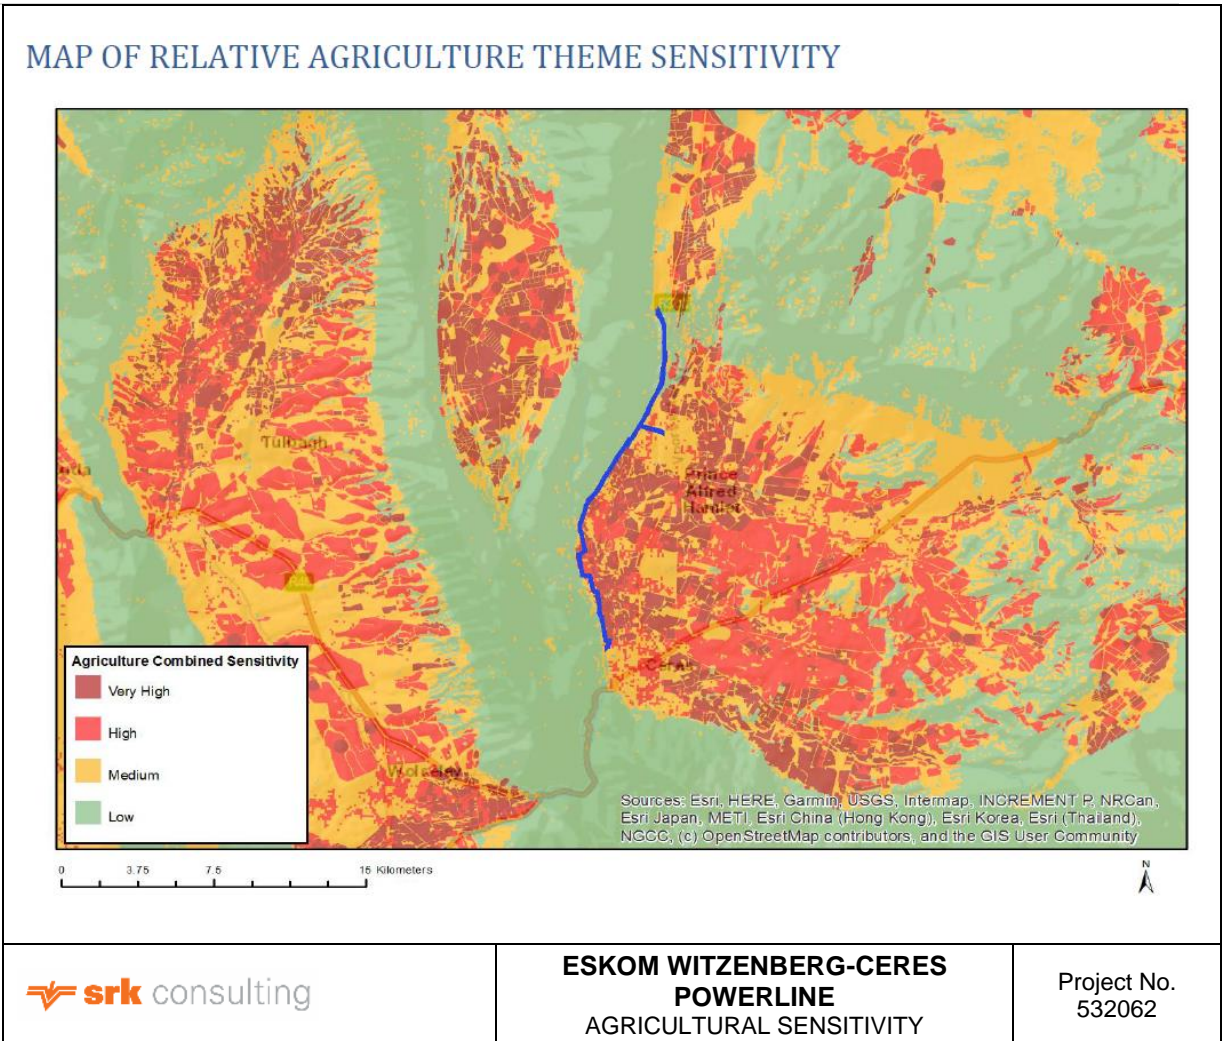 MAP OF RELATIVE AGRICULTURE THEME SENSITIVITY
Tulbagh
Prince
Alfred
Hamlet
Ceres
Wolseley
Agriculture Combined Sensitivity
Very High
High
Medium
Low
Sources: Esri, HERE, Garmin, USGS, Intermap, INCREMENT P, NRCan,
Esri Japan, METI, Esri China (Hong Kong), Esri Korea, Esri (Thailand),
NGCC, (c) OpenStreetMap contributors, and the GIS User Community
0 3.75 7.5 15 Kilometers
N
srk consulting
ESKOM WITZENBERG-CERES
POWERLINE
AGRICULTURAL SENSITIVITY
Project No.
532062